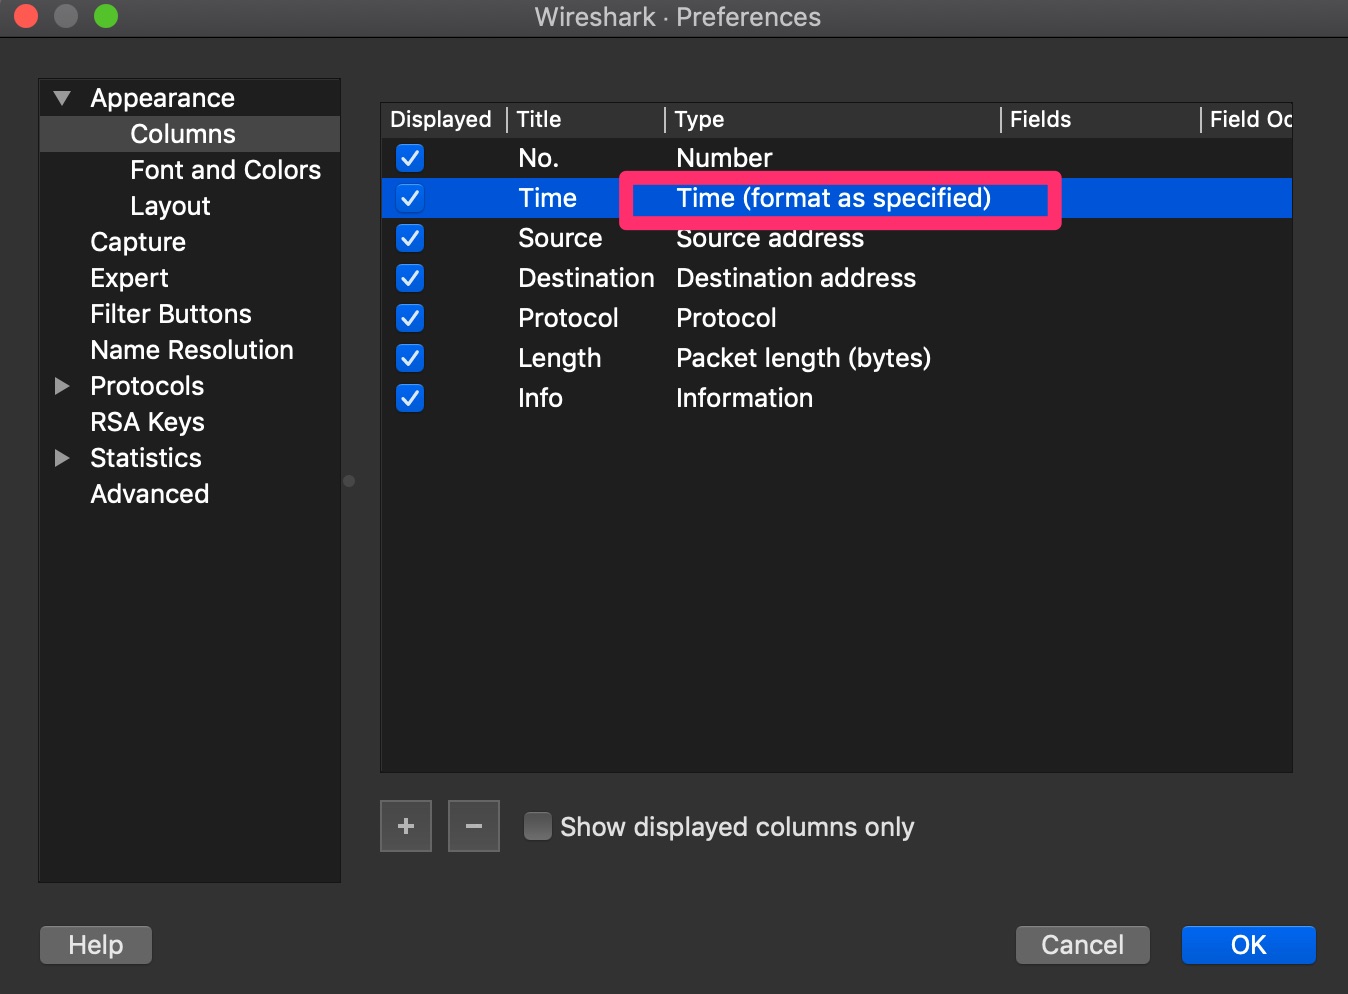 Wireshark · Preferences
Appearance
Columns
Font and Colors
Layout
Capture
Expert
Filter Buttons
Name Resolution
Protocols
RSA Keys
Statistics
Advanced
Displayed Title Type Fields Field Oc
No. Number
Time Time (format as specified)
Source Source address
Destination Destination address
Protocol Protocol
Length Packet length (bytes)
Info Information
+ − Show displayed columns only
Help Cancel OK